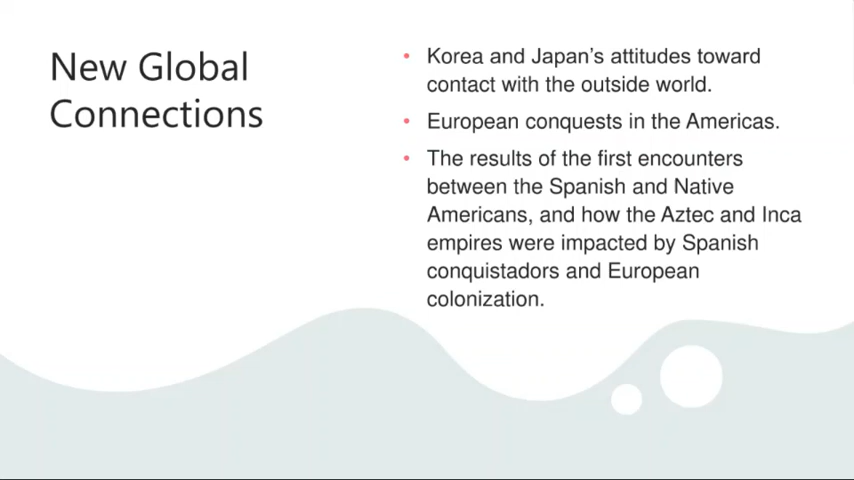 New Global
Connections
• Korea and Japan’s attitudes toward
contact with the outside world.
• European conquests in the Americas.
• The results of the first encounters
between the Spanish and Native
Americans, and how the Aztec and Inca
empires were impacted by Spanish
conquistadors and European
colonization.